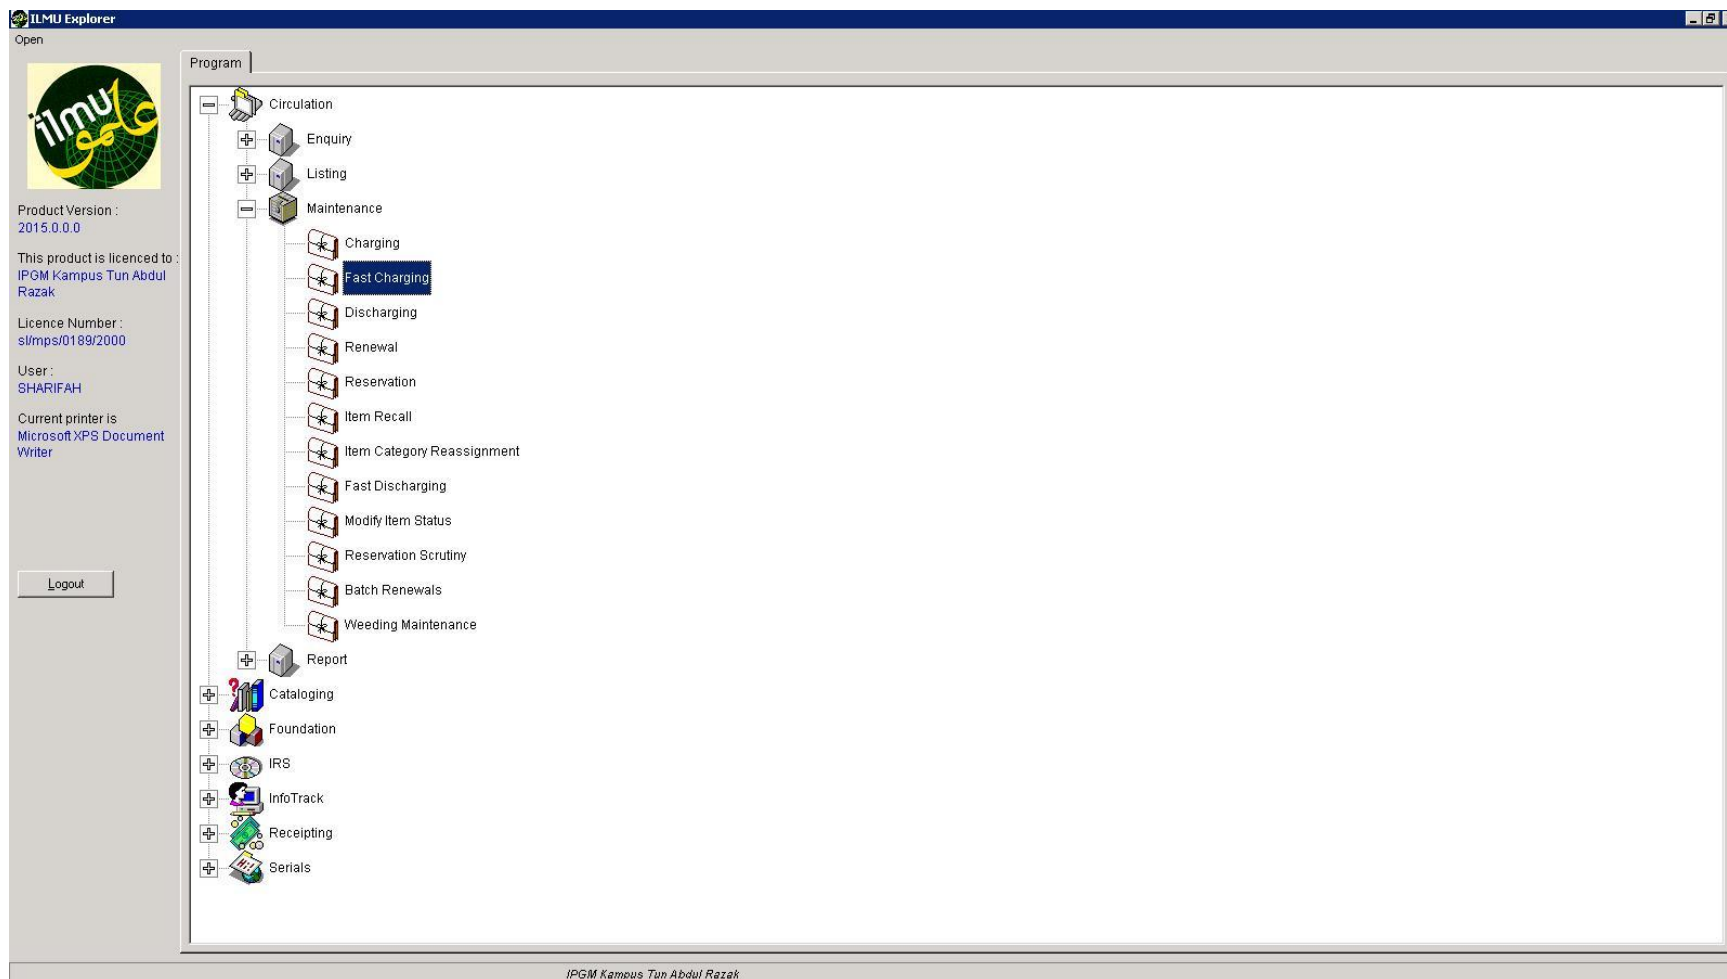 ILMU Explorer
Open
ilmu
علمو
Program
Product Version :
2015.0.0.0
This product is licenced to :
IPGM Kampus Tun Abdul
Razak
Licence Number :
sl/mps/0189/2000
User :
SHARIFAH
Current printer is
Microsoft XPS Document
Writer
Logout
Circulation
Enquiry
Listing
Maintenance
Charging
Fast Charging
Discharging
Renewal
Reservation
Item Recall
Item Category Reassignment
Fast Discharging
Modify Item Status
Reservation Scrutiny
Batch Renewals
Weeding Maintenance
Report
Cataloging
Foundation
IRS
InfoTrack
Receipting
Serials
IPGM Kampus Tun Abdul Razak